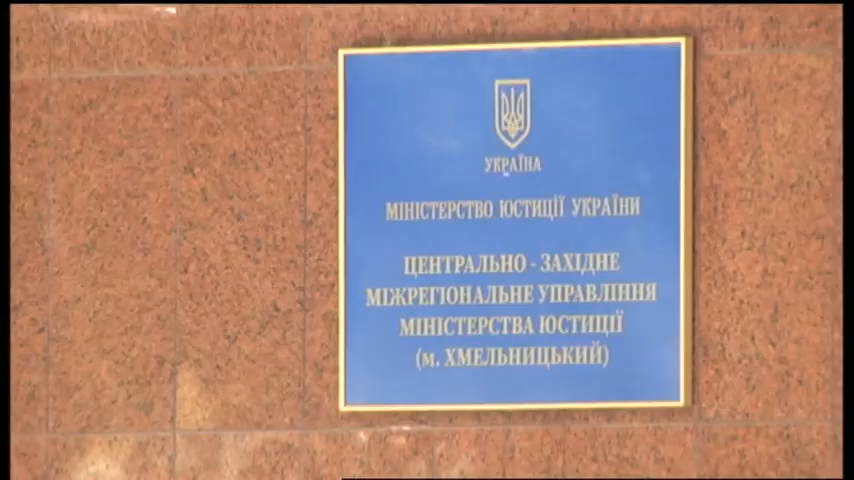 УКРАЇНА
МІНІСТЕРСТВО ЮСТИЦІЇ УКРАЇНИ
ЦЕНТРАЛЬНО - ЗАХІДНЕ
МІЖРЕГІОНАЛЬНЕ УПРАВЛІННЯ
МІНІСТЕРСТВА ЮСТИЦІЇ
(м. ХМЕЛЬНИЦЬКИЙ)